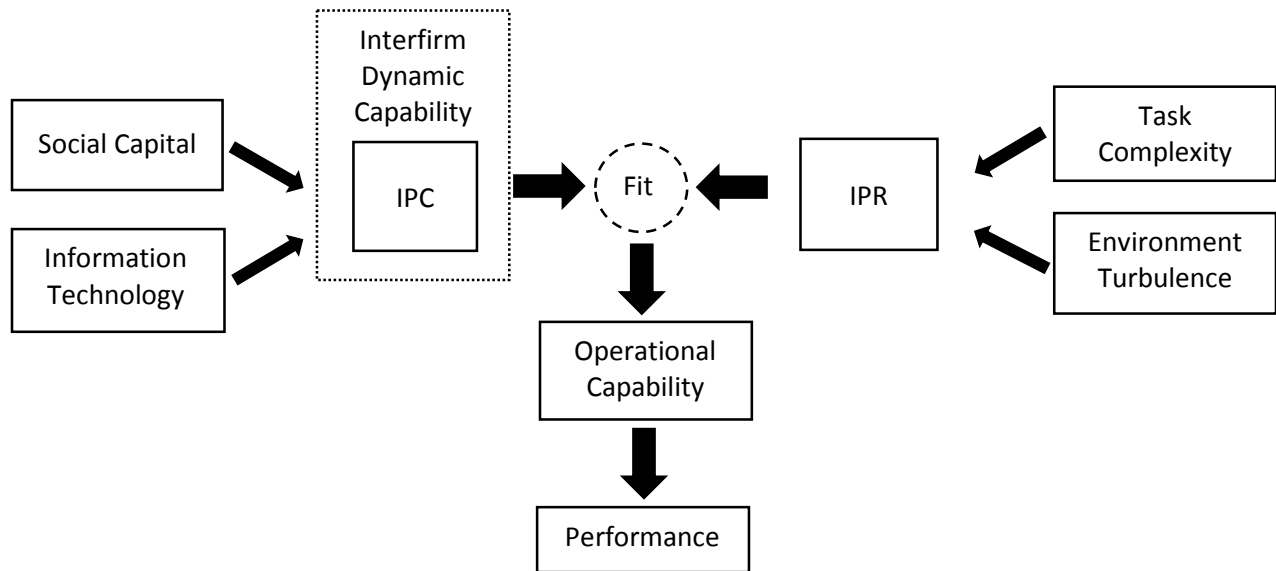 Interfirm
Dynamic
Capability
Social Capital
IPC
Information
Technology
Fit
IPR
Task
Complexity
Environment
Turbulence
Operational
Capability
Performance